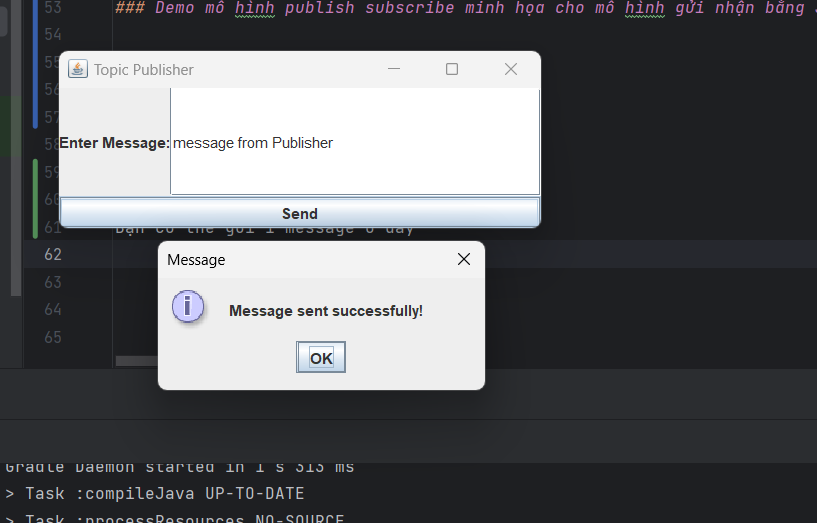 53 ### Demo mô hình publish subscribe minh họa cho mô hình gửi nhận bằng
54
Topic Publisher
55
56
57
58
Enter Message: message from Publisher
59
60
Send
61 Bạn có thể gửi 1 message ở đây
62
Message
63
Message sent successfully!
64
65
OK
Gradle Daemon started in 1 s 313 ms
> Task :compileJava UP-TO-DATE
> Task :processResources NO-SOURCE